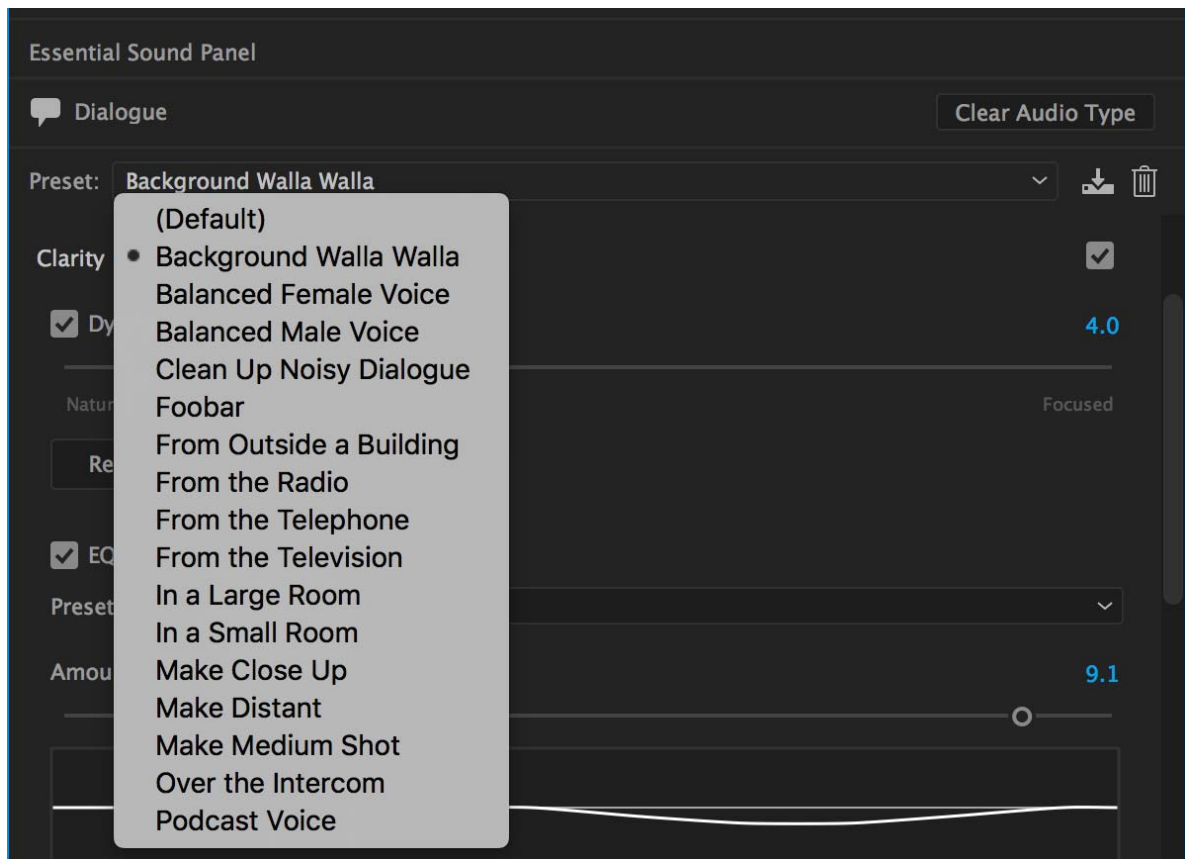 Essential Sound Panel
Dialogue
Clear Audio Type
Preset: Background Walla Walla
(Default)
Clarity
Background Walla Walla
Balanced Female Voice
Dy
4.0
Balanced Male Voice
Clean Up Noisy Dialogue
Natur
Focused
Foobar
From Outside a Building
Re
From the Radio
From the Telephone
EQ
From the Television
In a Large Room
Preset
In a Small Room
Amou
9.1
Make Close Up
Make Distant
Make Medium Shot
Over the Intercom
Podcast Voice